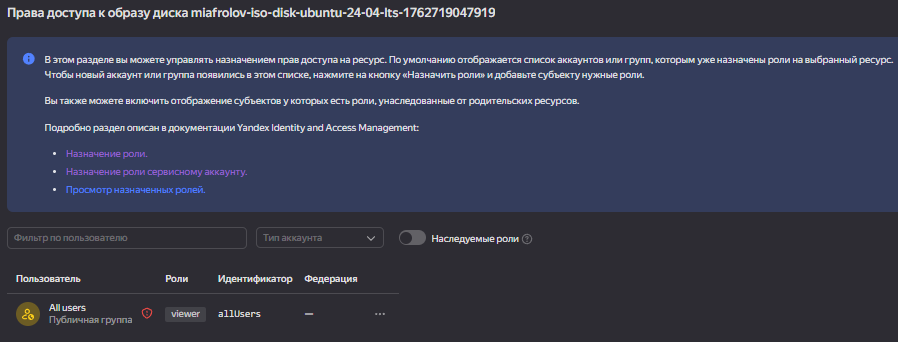 Права доступа к образу диска miafrolov-iso-disk-ubuntu-24-04-lts-1762719047919
В этом разделе вы можете управлять назначением прав доступа на ресурс. По умолчанию отображается список аккаунтов или групп, которым уже назначены роли на выбранный ресурс.
Чтобы новый аккаунт или группа появились в этом списке, нажмите на кнопку «Назначить роли» и добавьте субъекту нужные роли.
Вы также можете включить отображение субъектов у которых есть роли, унаследованные от родительских ресурсов.
Подробно раздел описан в документации Yandex Identity and Access Management:
• Назначение роли.
• Назначение роли сервисному аккаунту.
• Просмотр назначенных ролей.
Фильтр по пользователю Тип аккаунта Наследуемые роли
Пользователь Роли Идентификатор Федерация
All users
Публичная группа viewer allUsers —